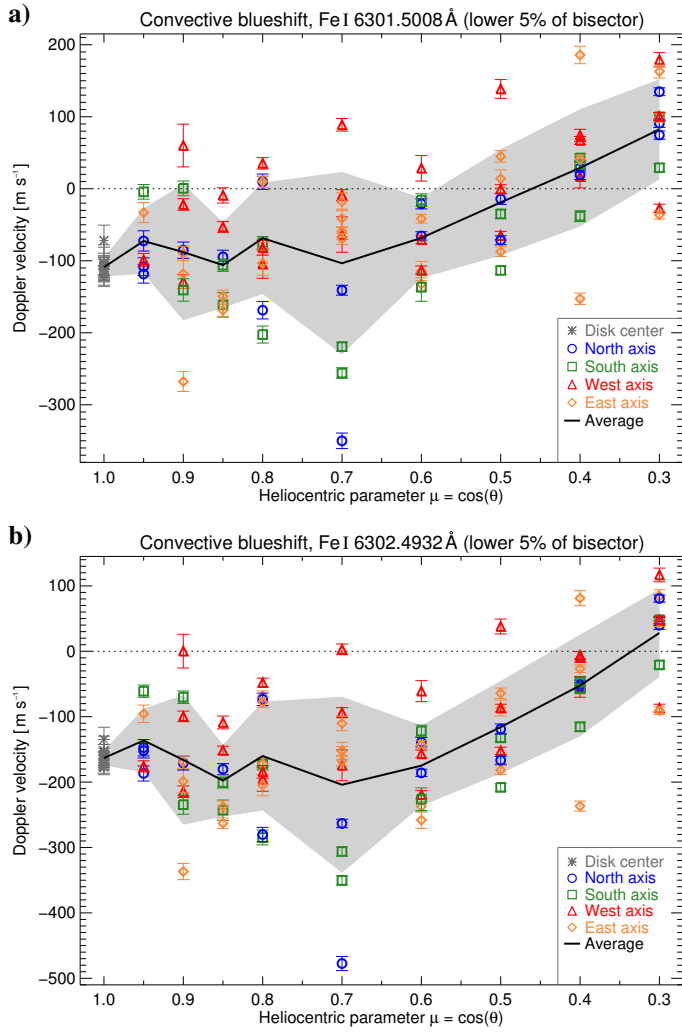 a)
Convective blueshift, Fe I 6301.5008 Å (lower 5% of bisector)
200
100
0
−100
−200
−300
Doppler velocity [m s⁻¹]
Disk center
North axis
South axis
West axis
East axis
Average
1.0 0.9 0.8 0.7 0.6 0.5 0.4 0.3
Heliocentric parameter μ = cos(θ)
b)
Convective blueshift, Fe I 6302.4932 Å (lower 5% of bisector)
100
0
−100
−200
−300
−400
−500
Doppler velocity [m s⁻¹]
Disk center
North axis
South axis
West axis
East axis
Average
1.0 0.9 0.8 0.7 0.6 0.5 0.4 0.3
Heliocentric parameter μ = cos(θ)